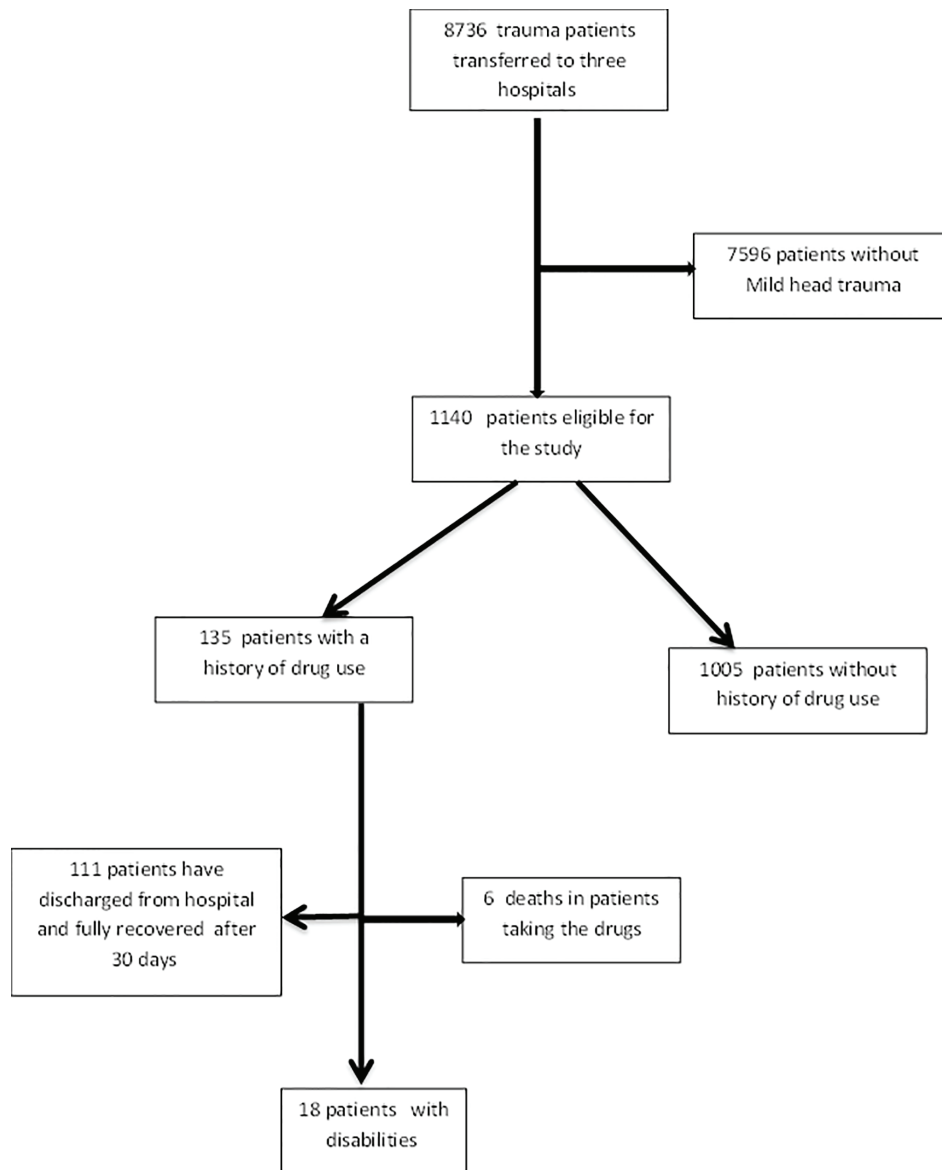 8736 trauma patients
transferred to three
hospitals
7596 patients without
Mild head trauma
1140 patients eligible for
the study
135 patients with a
history of drug use
1005 patients without
history of drug use
111 patients have
discharged from hospital
and fully recovered after
30 days
6 deaths in patients
taking the drugs
18 patients with
disabilities